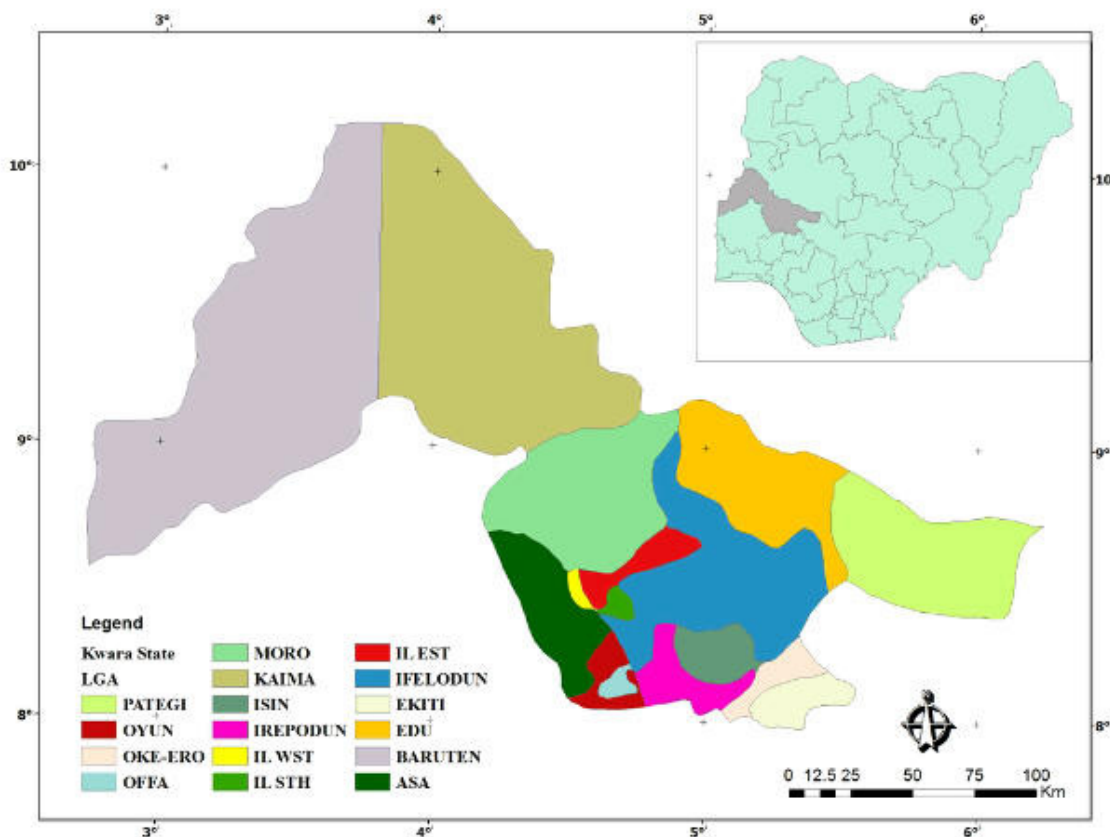 3° 4° 5° 6°
10° 10
9° 9°
8° 8°
Legend
Kwara State
LGA
PATEGI
OYUN
OKE-ERO
OFFA
MORO
KAIMA
ISIN
IREPODUN
IL WST
IL STH
IL EST
IFELODUN
EKITI
EDU
BARUTEN
ASA
0 12.5 25 50 75 100
Km
3° 4° 5° 6°